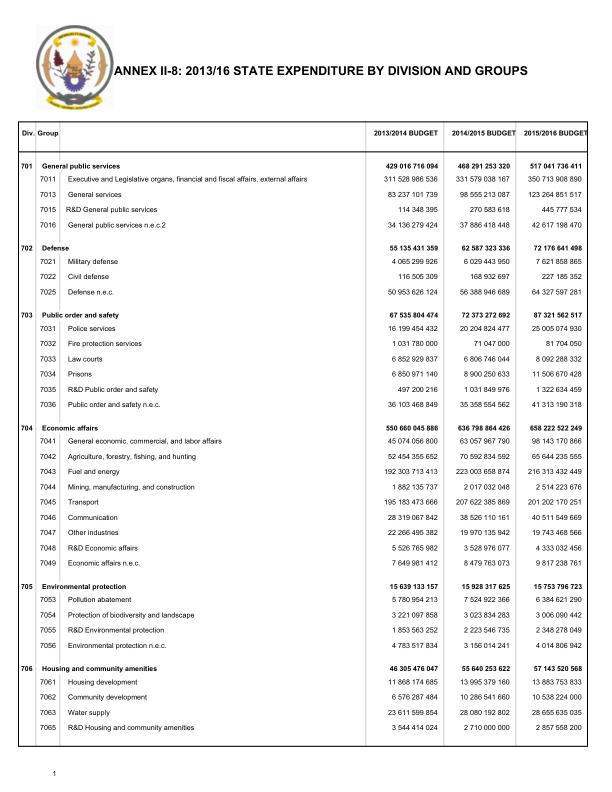 ANNEX II-8: 2013/16 STATE EXPENDITURE BY DIVISION AND GROUPS
Div. Group 2013/2014 BUDGET 2014/2015 BUDGET 2015/2016 BUDGET
701 General public services 429 016 716 094 468 291 253 320 517 041 736 411
7011 Executive and Legislative organs, financial and fiscal affairs, external affairs 311 528 986 536 331 579 038 167 350 713 908 890
7013 General services 83 237 101 739 98 555 213 087 123 264 851 517
7015 R&D General public services 114 348 395 270 583 618 445 777 534
7016 General public services n.e.c.2 34 136 279 424 37 886 418 448 42 617 198 470
702 Defense 55 135 431 359 62 587 323 336 72 176 641 498
7021 Military defense 4 065 299 926 6 029 443 950 7 621 858 865
7022 Civil defense 116 505 309 168 932 697 227 185 352
7025 Defense n.e.c. 50 953 626 124 56 388 946 689 64 327 597 281
703 Public order and safety 67 535 804 474 72 373 272 692 87 321 562 517
7031 Police services 16 199 454 432 20 204 824 477 25 005 074 930
7032 Fire protection services 1 031 780 000 71 047 000 81 704 050
7033 Law courts 6 852 929 837 6 806 746 044 8 092 288 332
7034 Prisons 6 850 971 140 8 900 250 633 11 506 670 428
7035 R&D Public order and safety 497 200 216 1 031 849 976 1 322 634 459
7036 Public order and safety n.e.c. 36 103 468 849 35 358 554 562 41 313 190 318
704 Economic affairs 550 660 045 886 636 798 864 426 658 222 522 249
7041 General economic, commercial, and labor affairs 45 074 056 800 63 057 967 790 98 143 170 866
7042 Agriculture, forestry, fishing, and hunting 52 454 355 652 70 592 834 592 65 644 235 555
7043 Fuel and energy 192 303 713 413 223 003 658 874 216 313 432 449
7044 Mining, manufacturing, and construction 1 882 135 737 2 017 032 048 2 514 223 676
7045 Transport 195 183 473 666 207 622 385 869 201 202 170 251
7046 Communication 28 319 067 842 38 526 110 161 40 511 549 669
7047 Other industries 22 266 495 382 19 970 135 942 19 743 468 566
7048 R&D Economic affairs 5 526 765 982 3 528 976 077 4 333 032 456
7049 Economic affairs n.e.c. 7 649 981 412 8 479 763 073 9 817 238 761
705 Environmental protection 15 639 133 157 15 928 317 625 15 753 796 723
7053 Pollution abatement 5 780 954 213 7 524 922 366 6 384 621 290
7054 Protection of biodiversity and landscape 3 221 097 858 3 023 834 283 3 006 090 442
7055 R&D Environmental protection 1 853 563 252 2 223 546 735 2 348 278 049
7056 Environmental protection n.e.c. 4 783 517 834 3 156 014 241 4 014 806 942
706 Housing and community amenities 46 305 476 047 55 640 253 622 57 143 520 568
7061 Housing development 11 868 174 685 13 995 379 160 13 883 753 833
7062 Community development 6 576 287 484 10 286 541 660 10 538 224 000
7063 Water supply 23 611 599 854 28 080 192 802 28 655 635 035
7065 R&D Housing and community amenities 3 544 414 024 2 710 000 000 2 857 558 200
1